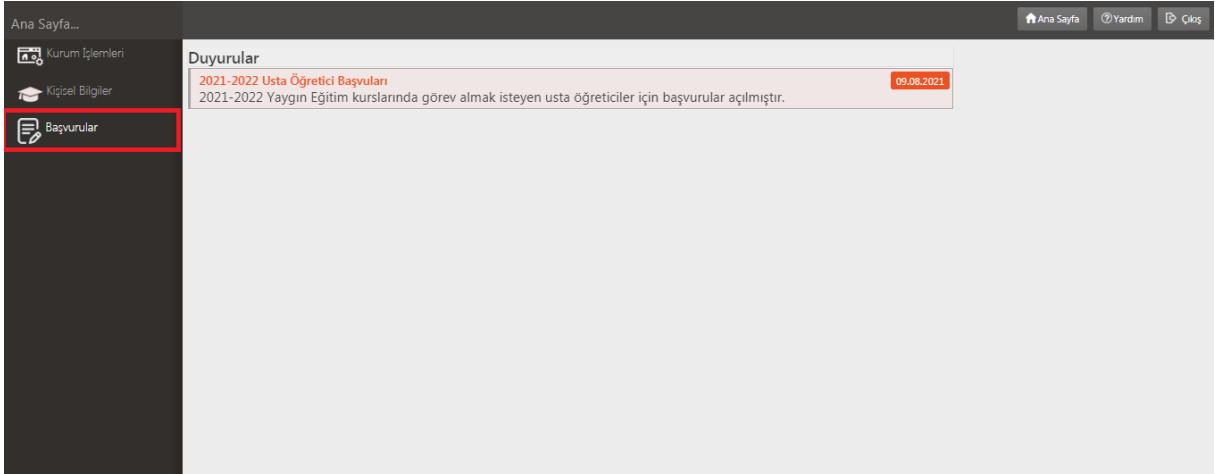 Ana Sayfa...
Ana Sayfa
Yardım
Çıkış
Kurum İşlemleri
Kişisel Bilgiler
Başvurular
Duyurular
2021-2022 Usta Öğretici Başvuları
09.08.2021
2021-2022 Yaygın Eğitim kurslarında görev almak isteyen usta öğreticiler için başvurular açılmıştır.